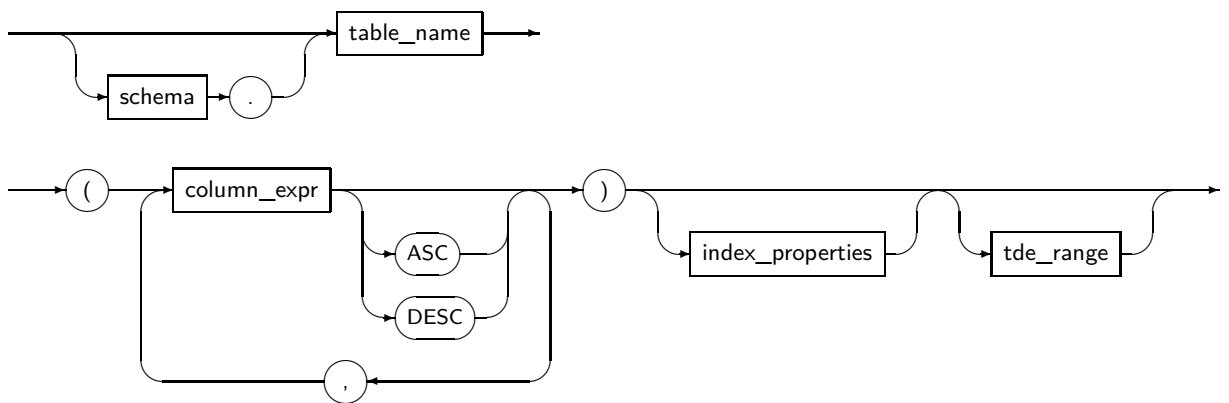 table_name
schema .
( column_expr ) 
ASC index_properties tde_range
DESC
,